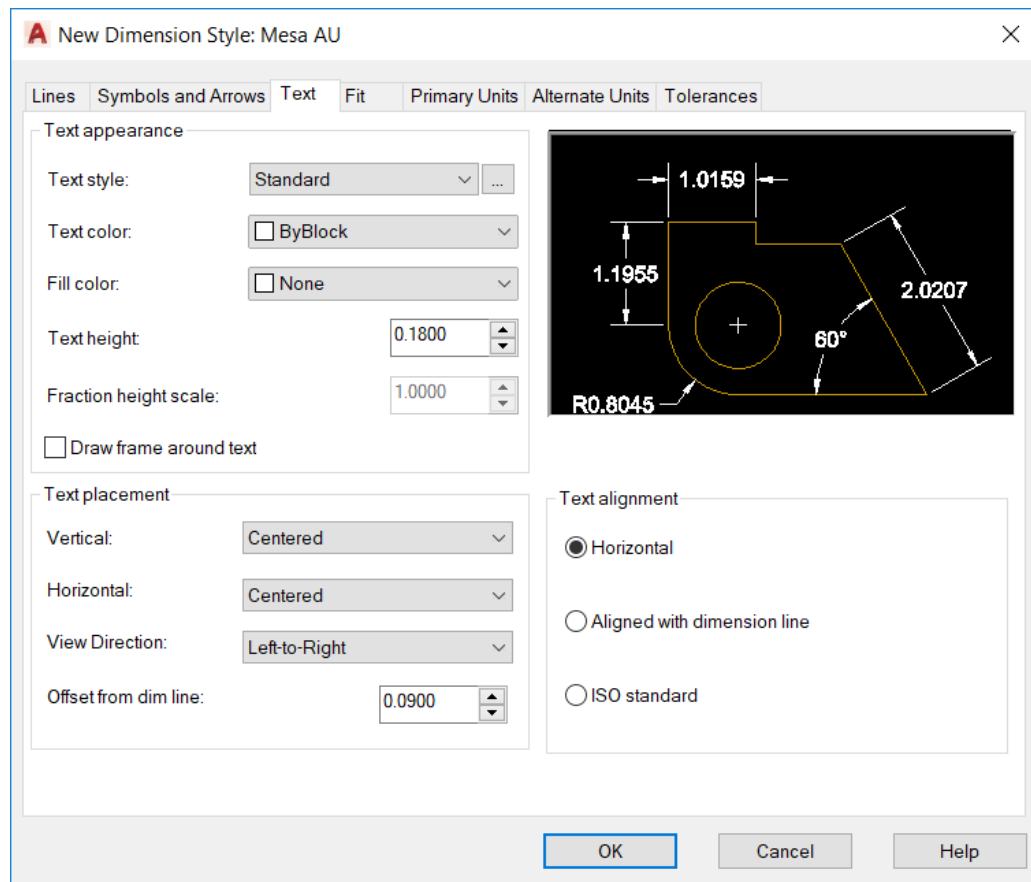 New Dimension Style: Mesa AU
Lines Symbols and Arrows Text Fit Primary Units Alternate Units Tolerances
Text appearance
Text style: Standard ...
Text color: ByBlock
Fill color: None
Text height: 0.1800
Fraction height scale: 1.0000
Draw frame around text
1.0159
1.1955
2.0207
60°
R0.8045
Text placement
Vertical: Centered
Horizontal: Centered
View Direction: Left-to-Right
Offset from dim line: 0.0900
Text alignment
Horizontal
Aligned with dimension line
ISO standard
OK Cancel Help